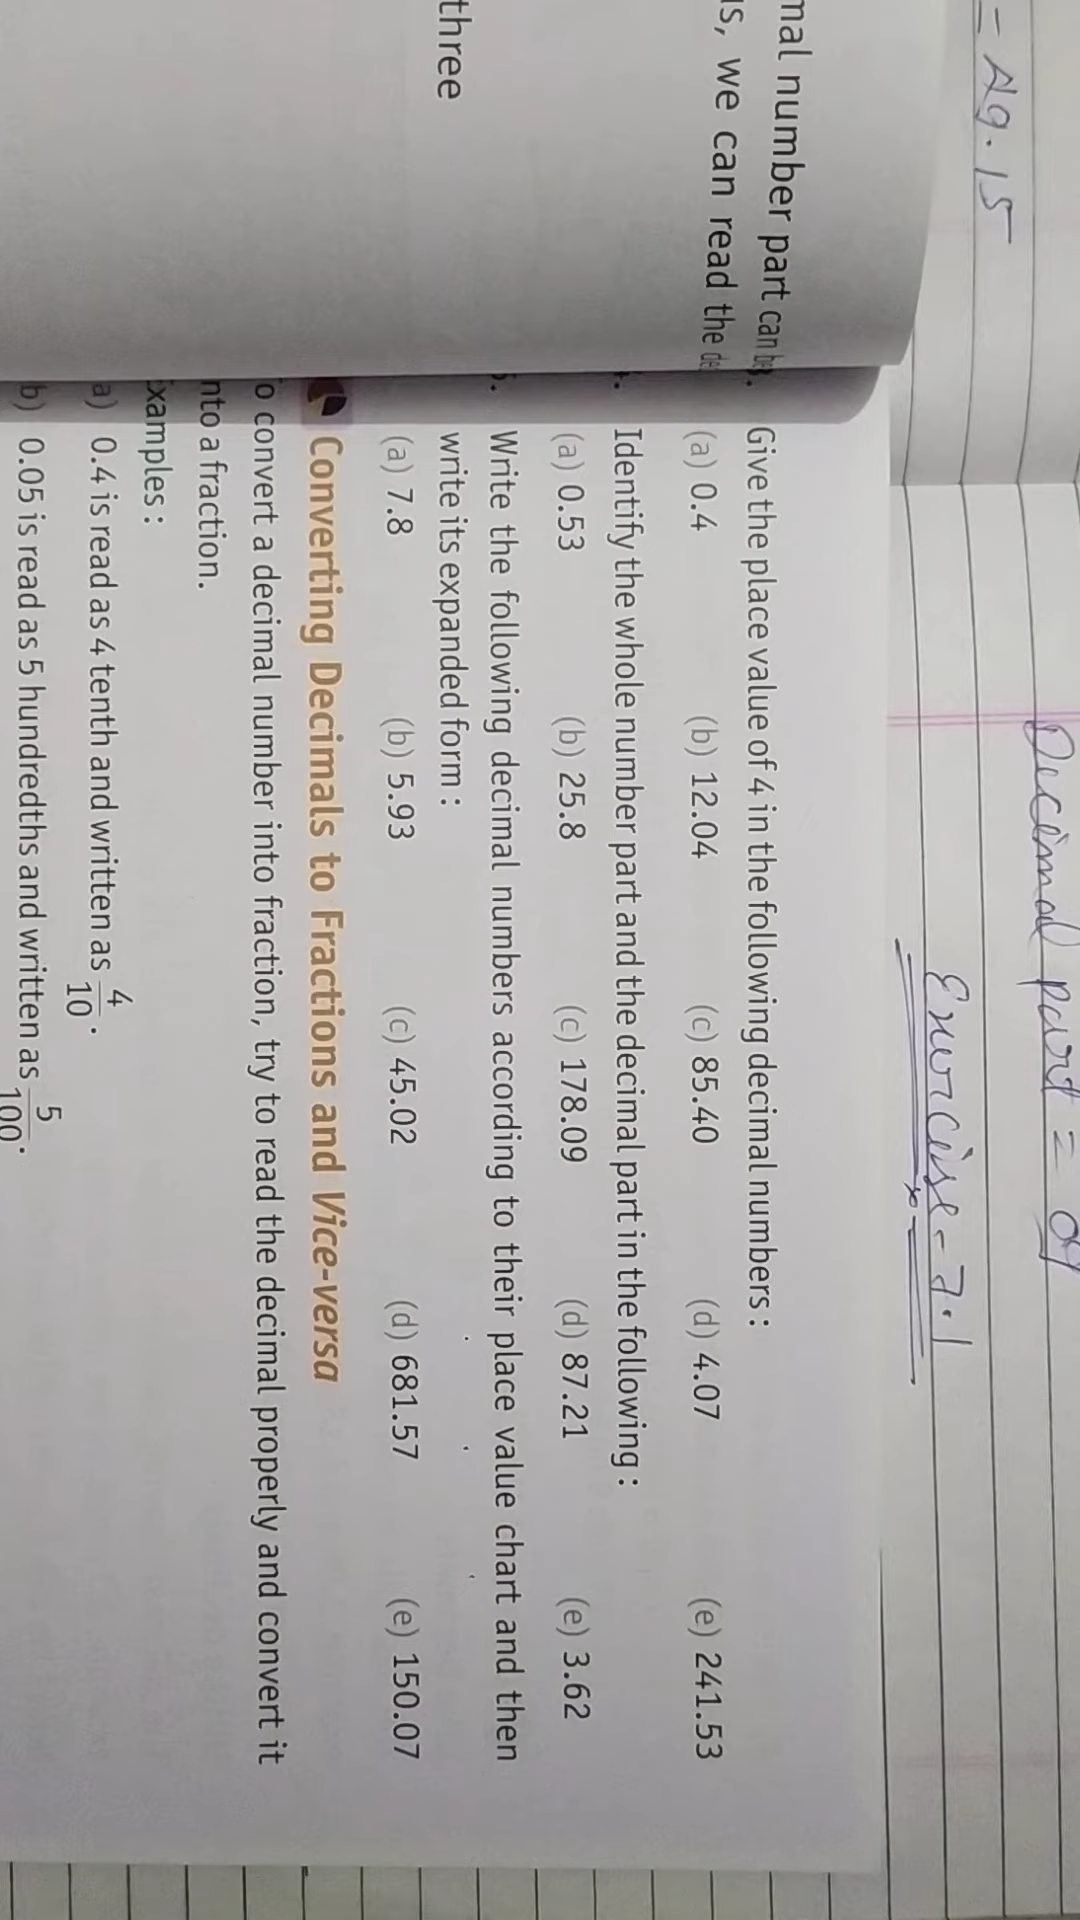 = 49.15
Decimal part =
Exercise - 7.1
nal number part can be
is, we can read the de
three
3. Give the place value of 4 in the following decimal numbers :
(a) 0.4 (b) 12.04 (c) 85.40 (d) 4.07 (e) 241.53
4. Identify the whole number part and the decimal part in the following :
(a) 0.53 (b) 25.8 (c) 178.09 (d) 87.21 (e) 3.62
5. Write the following decimal numbers according to their place value chart and then
write its expanded form :
(a) 7.8 (b) 5.93 (c) 45.02 (d) 681.57 (e) 150.07
Converting Decimals to Fractions and Vice-versa
o convert a decimal number into fraction, try to read the decimal properly and convert it
nto a fraction.
xamples :
a) 0.4 is read as 4 tenth and written as 4/10.
b) 0.05 is read as 5 hundredths and written as 5/100.